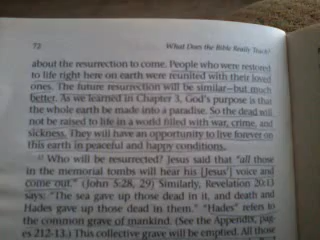 72 What Does the Bible Really Teach?
about the resurrection to come. People who were restored
to life right here on earth were reunited with their loved
ones. The future resurrection will be similar—but much
better. As we learned in Chapter 3, God's purpose is that
the whole earth be made into a paradise. So the dead will
not be raised to life in a world filled with war, crime, and
sickness. They will have an opportunity to live forever on
this earth in peaceful and happy conditions.
Who will be resurrected? Jesus said that "all those
in the memorial tombs will hear his [Jesus'] voice and
come out." (John 5:28, 29) Similarly, Revelation 20:13
says: "The sea gave up those dead in it, and death and
Hades gave up those dead in them." "Hades" refers to
the common grave of mankind. (See the Appendix, pag-
es 212-13.) This collective grave will be emptied. All those